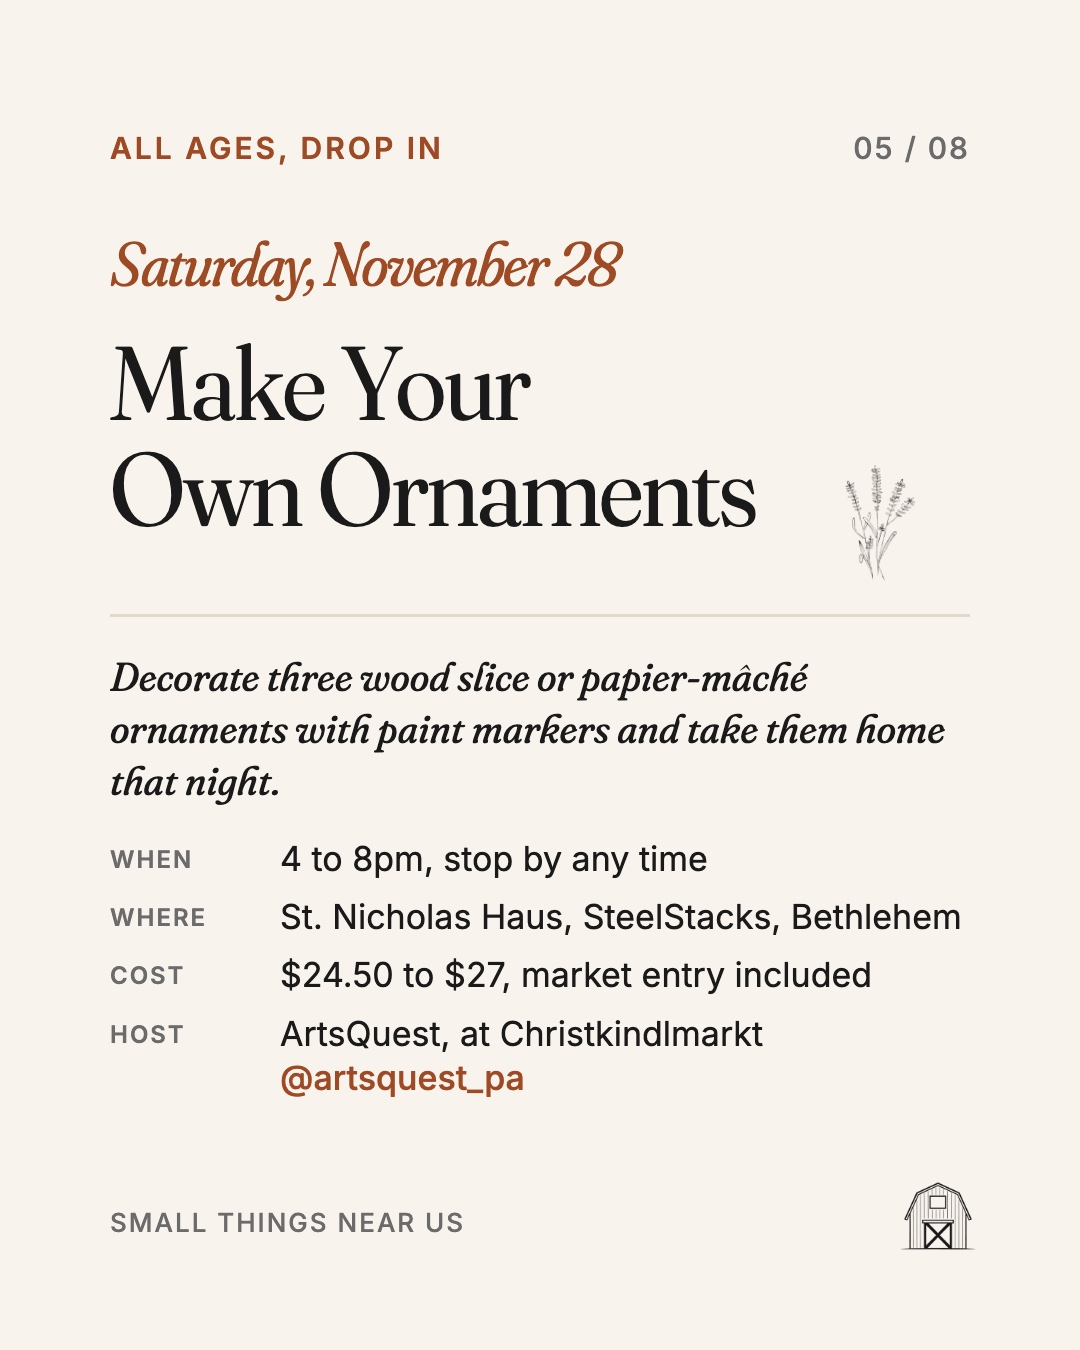 ALL AGES, DROP IN
05 / 08
Saturday, November 28
Make Your
Own Ornaments
Decorate three wood slice or papier-mâché
ornaments with paint markers and take them home
that night.
WHEN 4 to 8pm, stop by any time
WHERE St. Nicholas Haus, SteelStacks, Bethlehem
COST $24.50 to $27, market entry included
HOST ArtsQuest, at Christkindlmarkt
@artsquest_pa
SMALL THINGS NEAR US